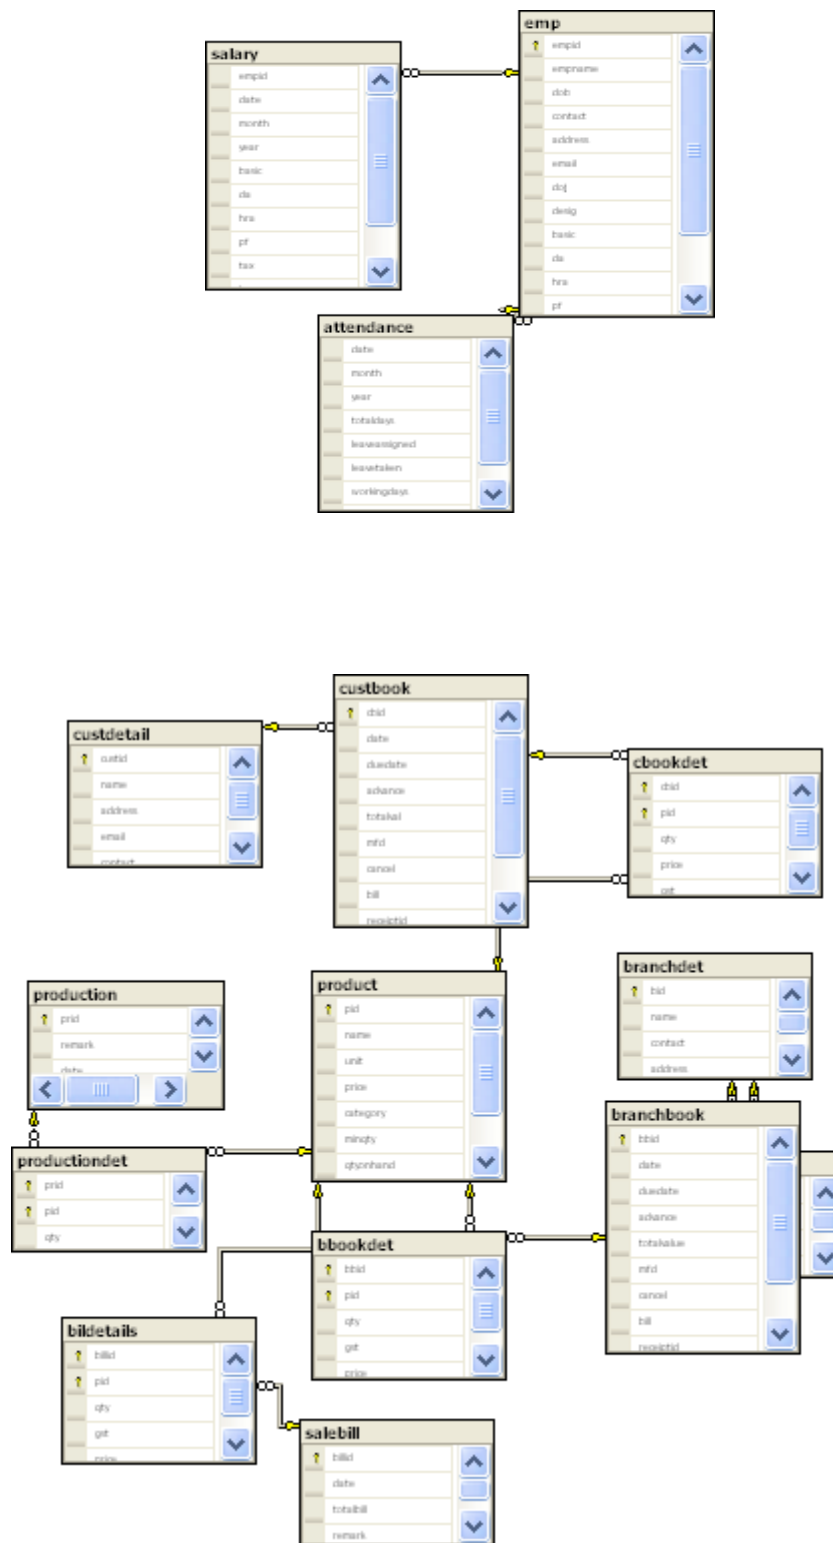 emp
empid
empname
dob
contact
address
email
doj
desig
basic
da
hra
pf
salary
empid
date
month
year
basic
da
hra
pf
tax
attendance
date
month
year
totaldays
leaveassigned
leavetaken
workingdays
custbook
cbid
date
duedate
advance
totalval
mfd
cancel
bill
receiptid
custdetail
custid
name
address
email
contact
cbookdet
cbid
pid
qty
price
gst
branchdet
bid
name
contact
address
product
pid
name
unit
price
category
minqty
qtyonhand
production
prid
remark
date
branchbook
bbid
date
duedate
advance
totalvalue
mfd
cancel
bill
receiptid
productiondet
prid
pid
qty
bbookdet
bbid
pid
qty
gst
price
bildetails
billid
pid
qty
gst
price
salebill
billid
date
totalbill
remark